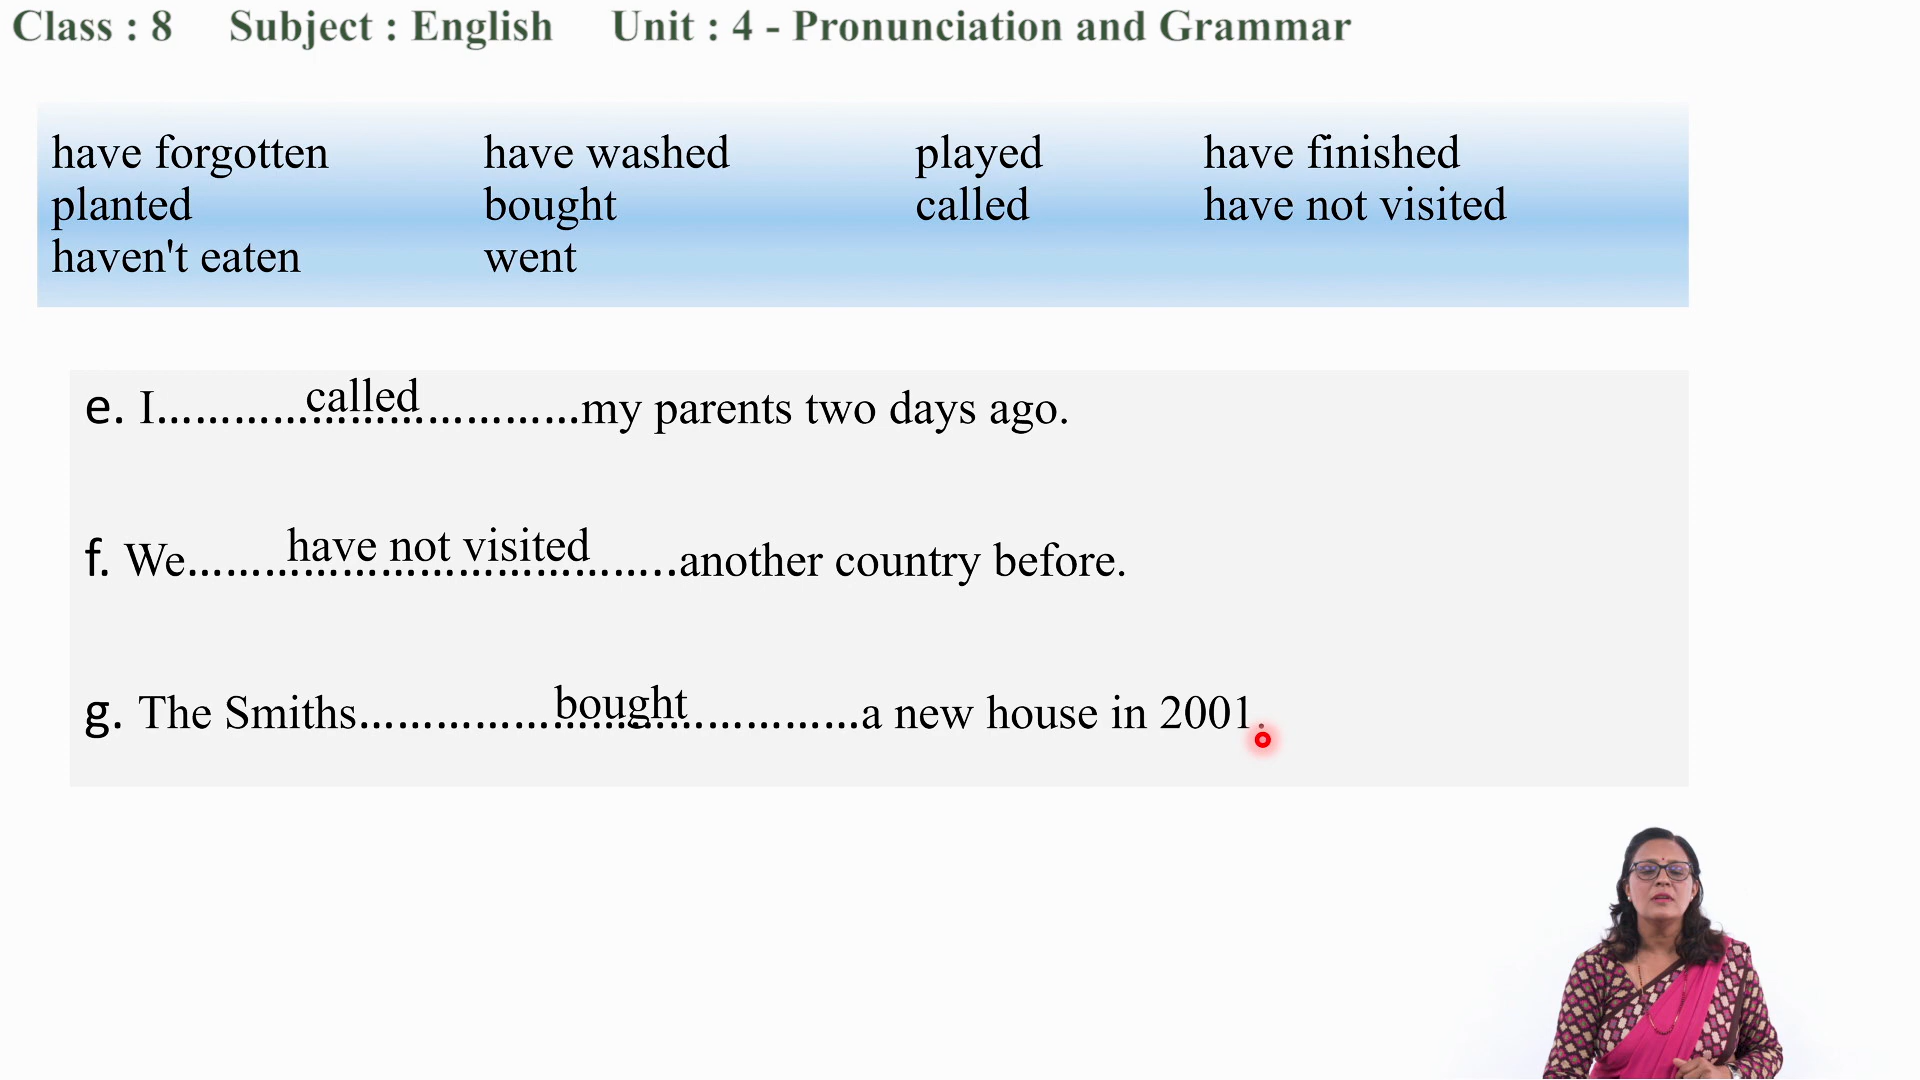 Class : 8 Subject : English Unit : 4 - Pronunciation and Grammar
have forgotten have washed played have finished
planted bought called have not visited
haven't eaten went
e. I……………called……………my parents two days ago.
f. We……………have not visited……………another country before.
g. The Smiths……………bought……………a new house in 2001.